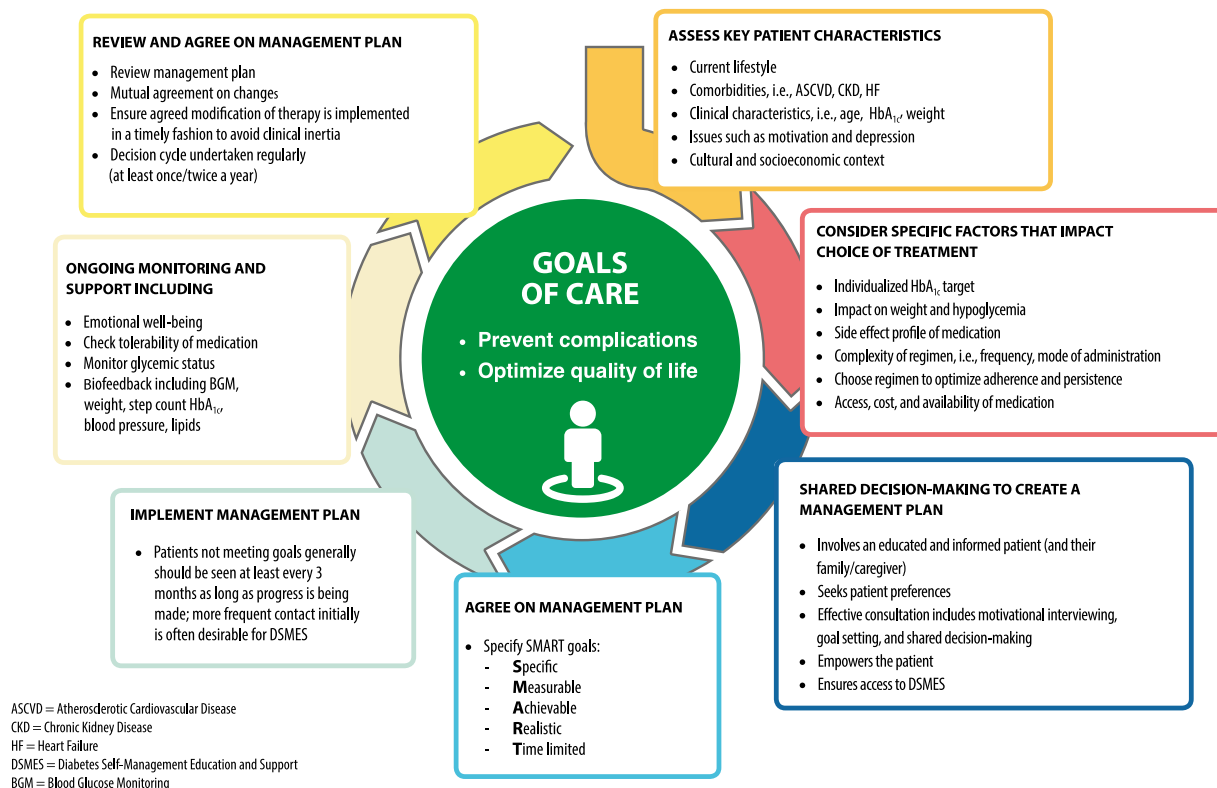 REVIEW AND AGREE ON MANAGEMENT PLAN
• Review management plan
• Mutual agreement on changes
• Ensure agreed modification of therapy is implemented
in a timely fashion to avoid clinical inertia
• Decision cycle undertaken regularly
(at least once/twice a year)
ASSESS KEY PATIENT CHARACTERISTICS
• Current lifestyle
• Comorbidities, i.e., ASCVD, CKD, HF
• Clinical characteristics, i.e., age, HbA1c, weight
• Issues such as motivation and depression
• Cultural and socioeconomic context
CONSIDER SPECIFIC FACTORS THAT IMPACT
CHOICE OF TREATMENT
• Individualized HbA1c target
• Impact on weight and hypoglycemia
• Side effect profile of medication
• Complexity of regimen, i.e., frequency, mode of administration
• Choose regimen to optimize adherence and persistence
• Access, cost, and availability of medication
SHARED DECISION-MAKING TO CREATE A
MANAGEMENT PLAN
• Involves an educated and informed patient (and their
family/caregiver)
• Seeks patient preferences
• Effective consultation includes motivational interviewing,
goal setting, and shared decision-making
• Empowers the patient
• Ensures access to DSMES
AGREE ON MANAGEMENT PLAN
• Specify SMART goals:
- Specific
- Measurable
- Achievable
- Realistic
- Time limited
IMPLEMENT MANAGEMENT PLAN
• Patients not meeting goals generally
should be seen at least every 3
months as long as progress is being
made; more frequent contact initially
is often desirable for DSMES
ONGOING MONITORING AND
SUPPORT INCLUDING
• Emotional well-being
• Check tolerability of medication
• Monitor glycemic status
• Biofeedback including BGM,
weight, step count HbA1c,
blood pressure, lipids
GOALS
OF CARE
• Prevent complications
• Optimize quality of life
ASCVD = Atherosclerotic Cardiovascular Disease
CKD = Chronic Kidney Disease
HF = Heart Failure
DSMES = Diabetes Self-Management Education and Support
BGM = Blood Glucose Monitoring